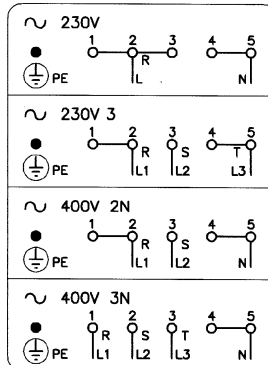 ∿ 230V
1 2 3 4 5
R
PE L N
∿ 230V 3
1 2 3 4 5
R S T
PE L1 L2 L3
∿ 400V 2N
1 2 3 4 5
R S
PE L1 L2 N
∿ 400V 3N
1 2 3 4 5
R S T
PE L1 L2 L3 N